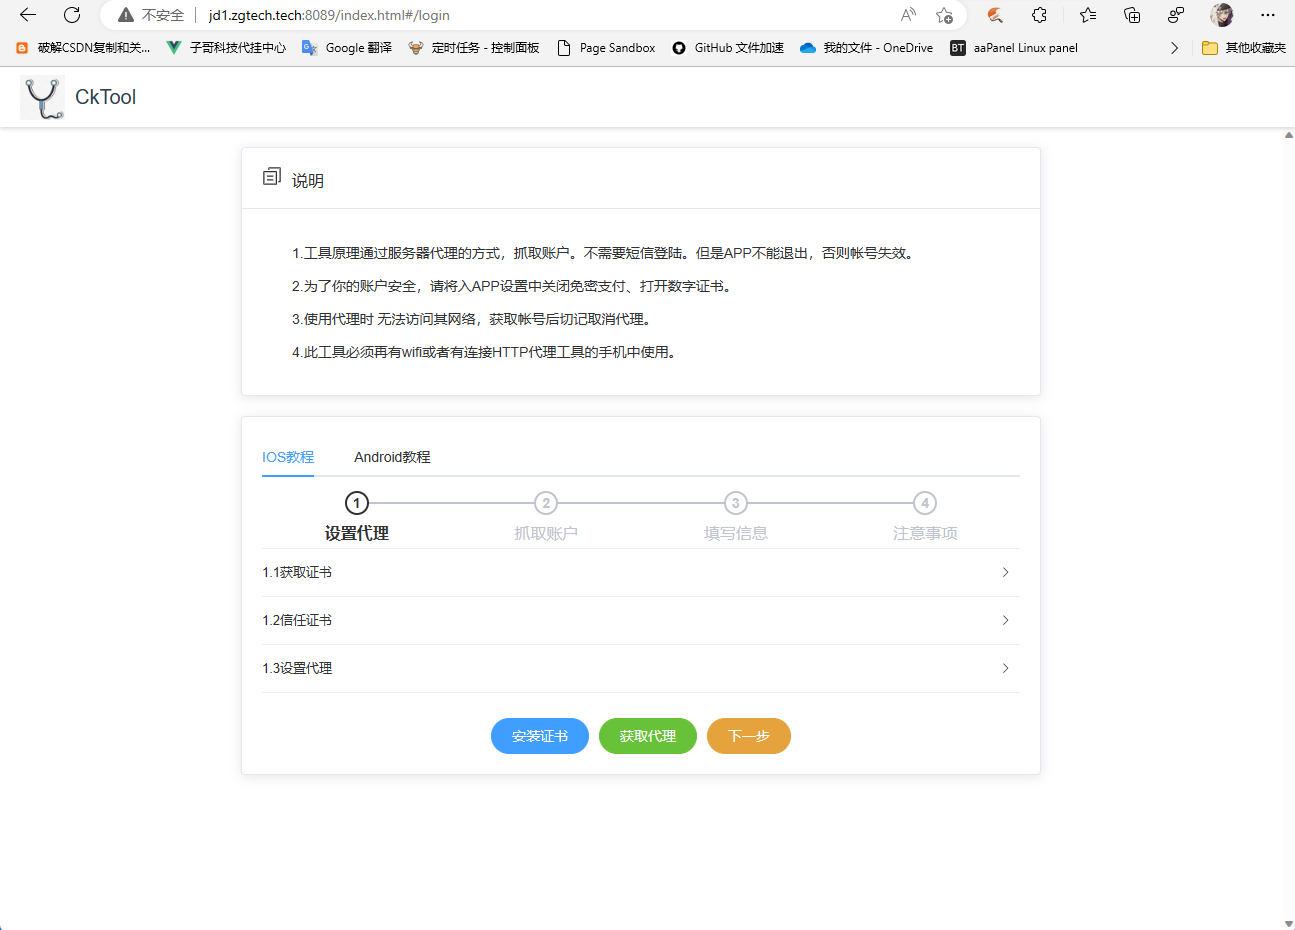 不安全 jd1.zgtech.tech:8089/index.html#/login
破解CSDN复制和关... 子哥科技代挂中心 Google 翻译 定时任务 - 控制面板 Page Sandbox GitHub 文件加速 我的文件 - OneDrive BT aaPanel Linux panel 其他收藏夹
CkTool
说明
1.工具原理通过服务器代理的方式，抓取账户。不需要短信登陆。但是APP不能退出，否则帐号失效。
2.为了你的账户安全，请将入APP设置中关闭免密支付、打开数字证书。
3.使用代理时 无法访问其网络，获取帐号后切记取消代理。
4.此工具必须再有wifi或者有连接HTTP代理工具的手机中使用。
IOS教程 Android教程
1 2 3 4
设置代理 抓取账户 填写信息 注意事项
1.1获取证书
1.2信任证书
1.3设置代理
安装证书 获取代理 下一步